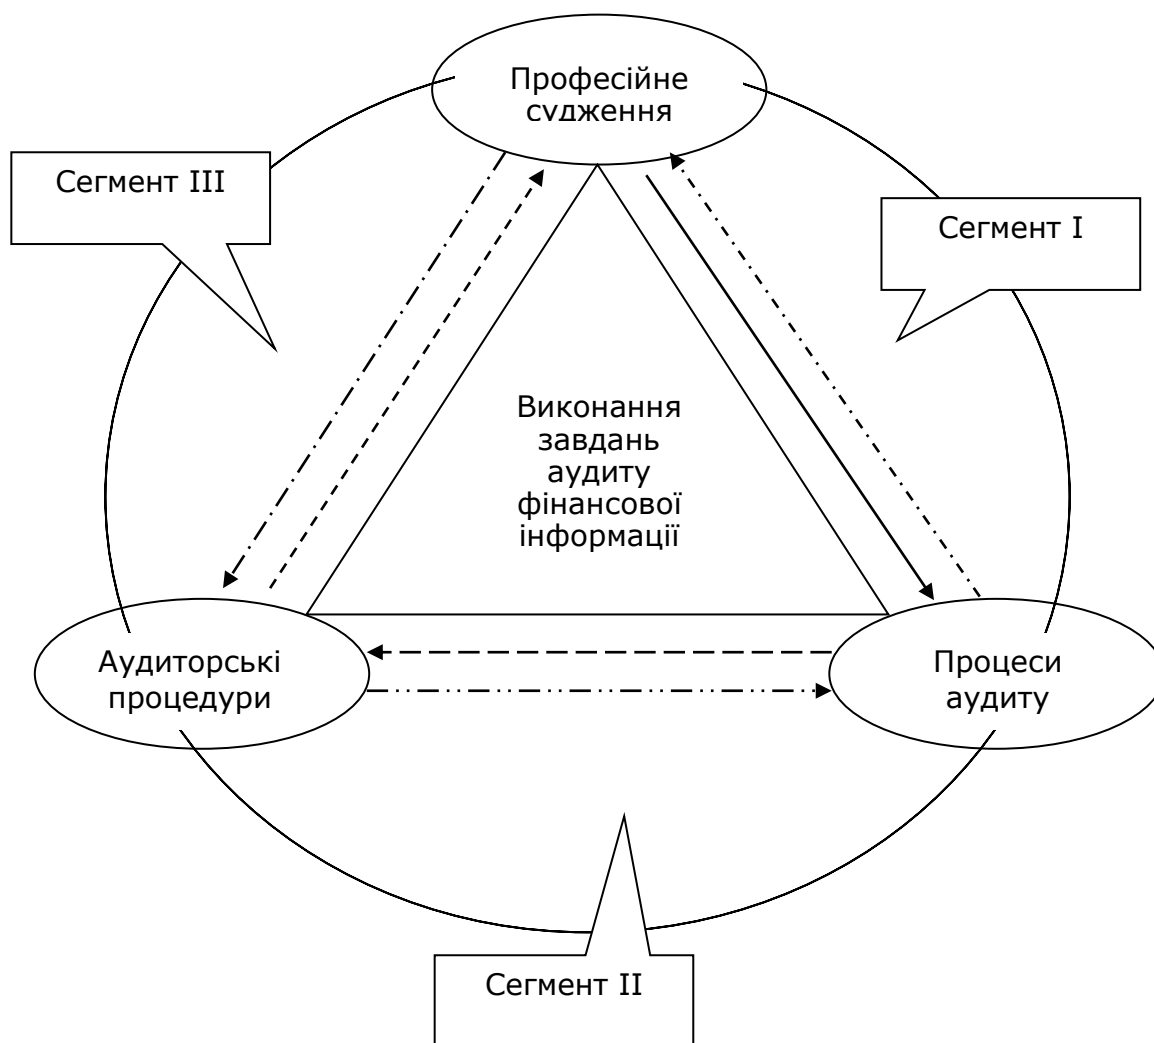 Професійне
судження
Сегмент III
Сегмент I
Виконання
завдань
аудиту
фінансової
інформації
Аудиторські
процедури
Процеси
аудиту
Сегмент II